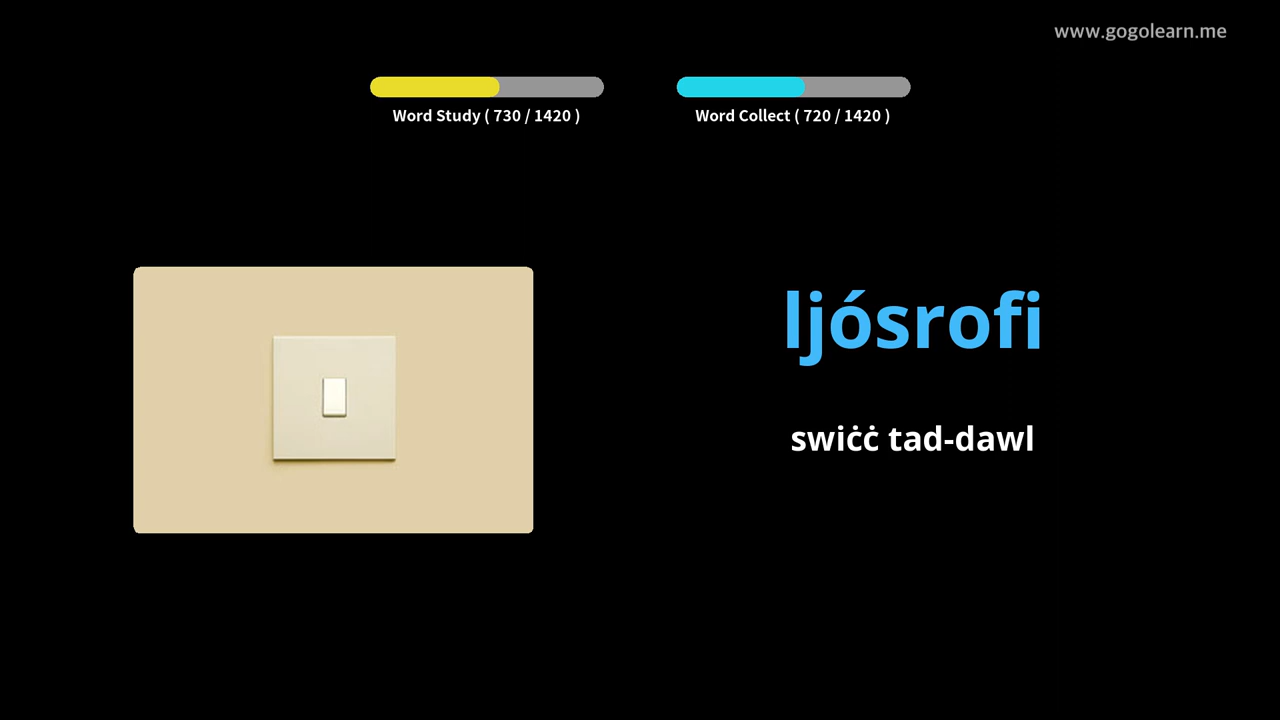 www.gogolearn.me
Word Study ( 730 / 1420 )
Word Collect ( 720 / 1420 )
ljósrofi
swiċċ tad-dawl